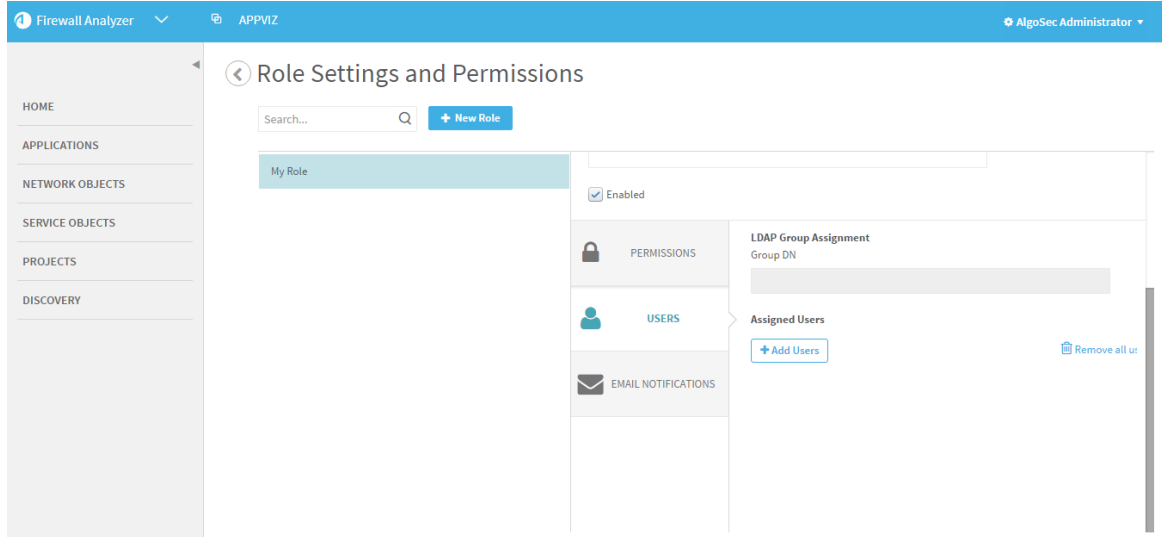 Firewall Analyzer
APPVIZ
AlgoSec Administrator
Role Settings and Permissions
HOME
APPLICATIONS
NETWORK OBJECTS
SERVICE OBJECTS
PROJECTS
DISCOVERY
Search...
+ New Role
My Role
Enabled
PERMISSIONS
USERS
EMAIL NOTIFICATIONS
LDAP Group Assignment
Group DN
Assigned Users
+ Add Users
Remove all